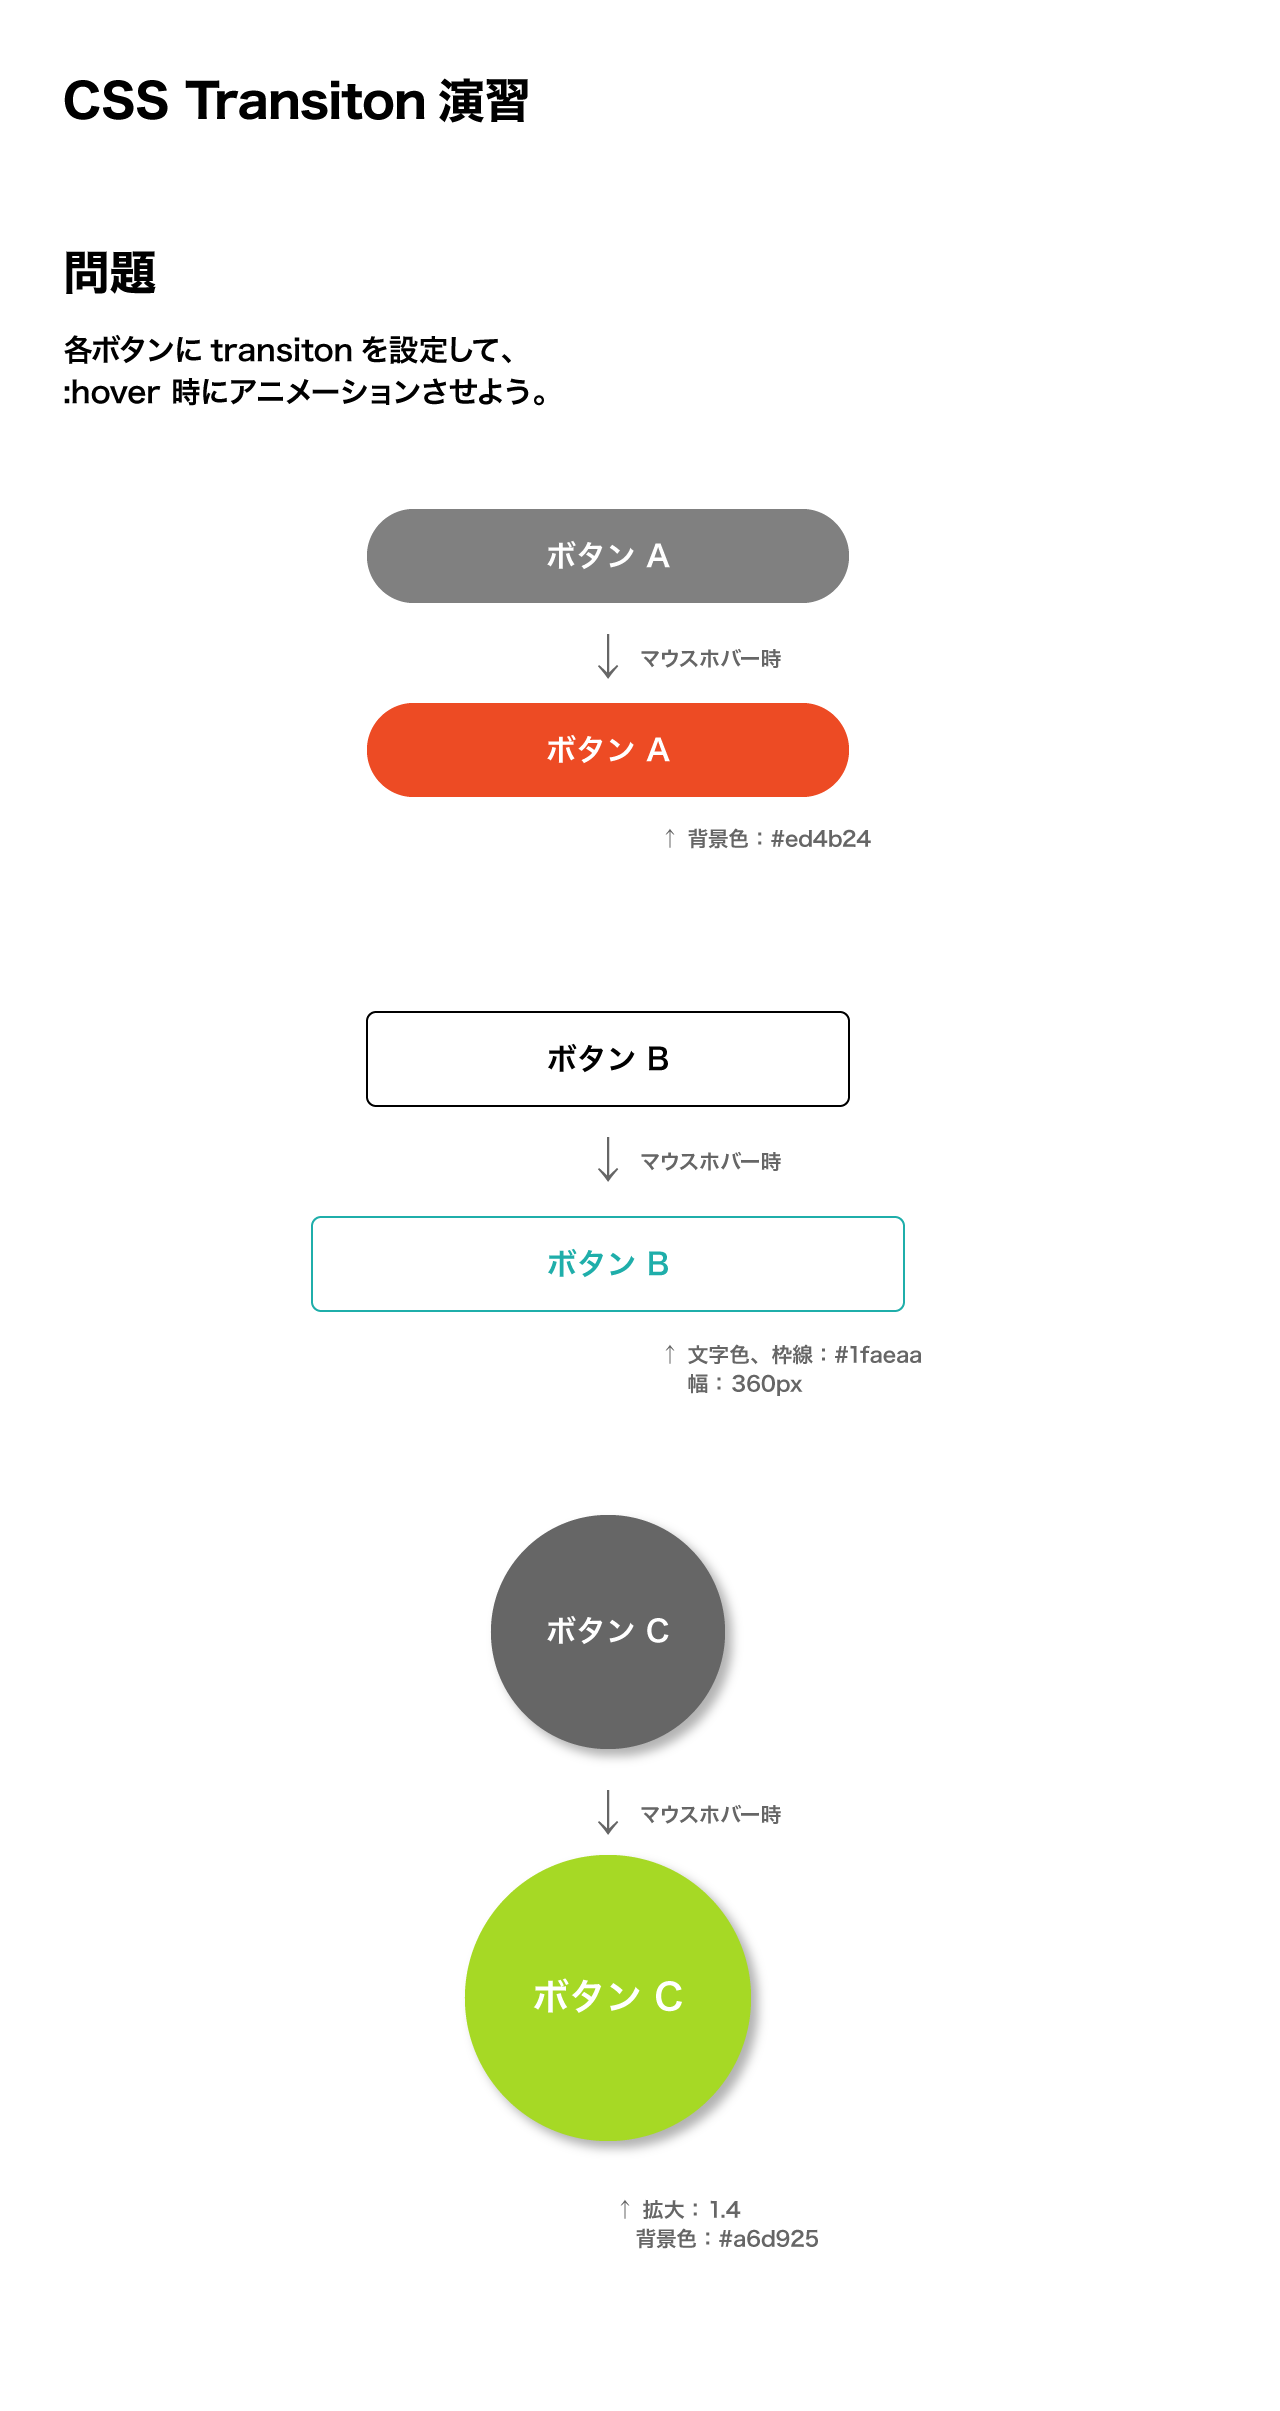 CSS Transiton 演習
問題
各ボタンに transiton を設定して、
:hover 時にアニメーションさせよう。
ボタン A
↓ マウスホバー時
ボタン A
↑ 背景色：#ed4b24
ボタン B
↓ マウスホバー時
ボタン B
↑ 文字色、枠線：#1faeaa
幅：360px
ボタン C
↓ マウスホバー時
ボタン C
↑ 拡大：1.4
背景色：#a6d925